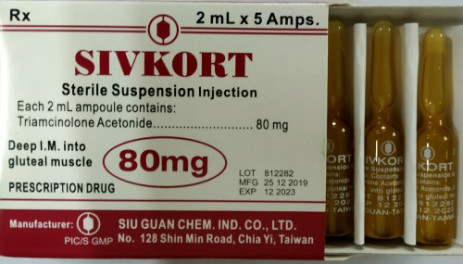 Rx
2 mL x 5 Amps.
SIVKORT
Sterile Suspension Injection
Each 2 mL ampoule contains:
Triamcinolone Acetonide.................... 80 mg
Deep I.M. into
gluteal muscle
80mg
LOT 812282
MFG 25 12 2019
EXP 12 2023
PRESCRIPTION DRUG
Manufacturer:
PIC/S GMP
SIU GUAN CHEM. IND. CO., LTD.
No. 128 Shin Min Road, Chia Yi, Taiwan
SIVKORT